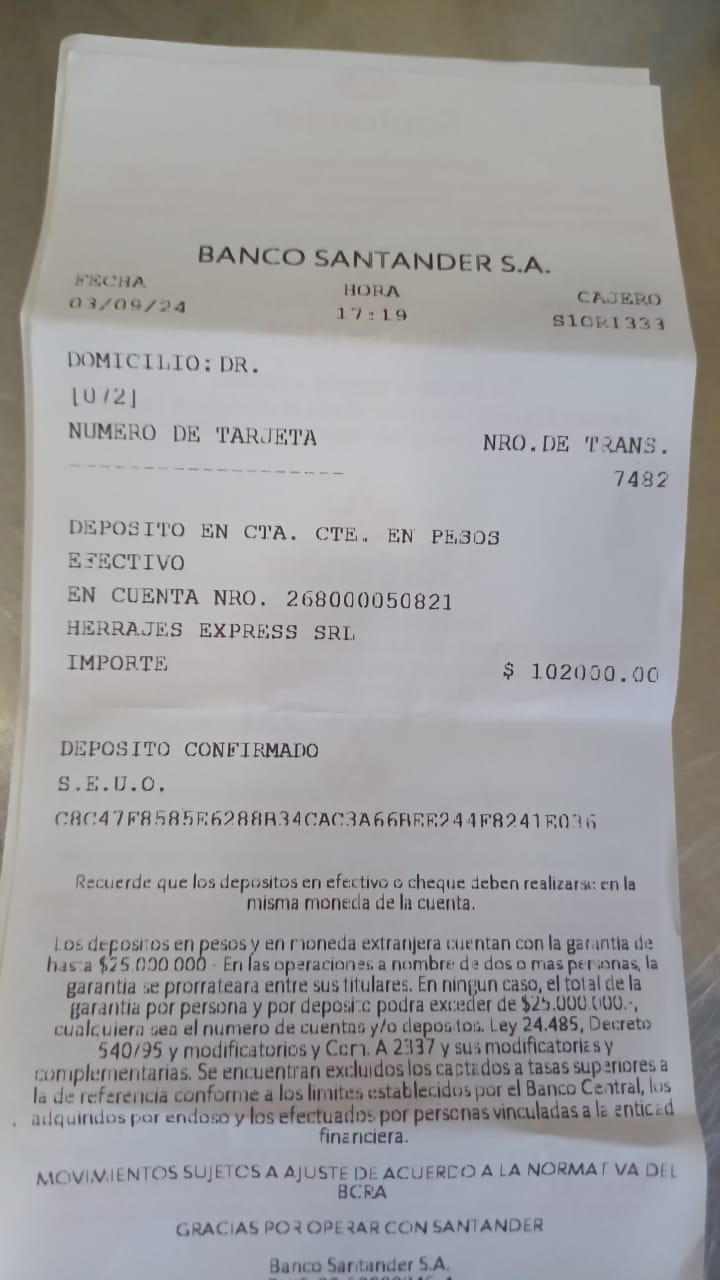 BANCO SANTANDER S.A.
FECHA HORA CAJERO
03/09/24 17:19 S1OR1333
DOMICILIO: DR.
[072]
NUMERO DE TARJETA NRO.DE TRANS.
-------------------- 7482
DEPOSITO EN CTA. CTE. EN PESOS
EFECTIVO
EN CUENTA NRO. 268000050821
HERRAJES EXPRESS SRL
IMPORTE $ 102000.00
DEPOSITO CONFIRMADO
S.E.U.O.
Recuerde que los depositos en efectivo o cheque deben realizarse en la
misma moneda de la cuenta.
Los depositos en pesos y en moneda extranjera cuentan con la garantia de
hasta $25.000.000 - En las operaciones a nombre de dos o mas personas, la
garantia se prorrateara entre sus titulares. En ningun caso, el total de la
garantia por persona y por deposito podra exceder de $25.000.000.-,
cualquiera sea el numero de cuentas y/o depositos. Ley 24.485, Decreto
540/95 y modificatorios y Com. A 2337 y sus modificatorias y
complementarias. Se encuentran excluidos los captados a tasas superiores a
la de referencia conforme a los limites establecidos por el Banco Central, los
adquiridos por endoso y los efectuados por personas vinculadas a la entidad
financiera.
MOVIMIENTOS SUJETOS A AJUSTE DE ACUERDO A LA NORMATIVA DEL
BCRA
GRACIAS POR OPERAR CON SANTANDER
Banco Santander S.A.